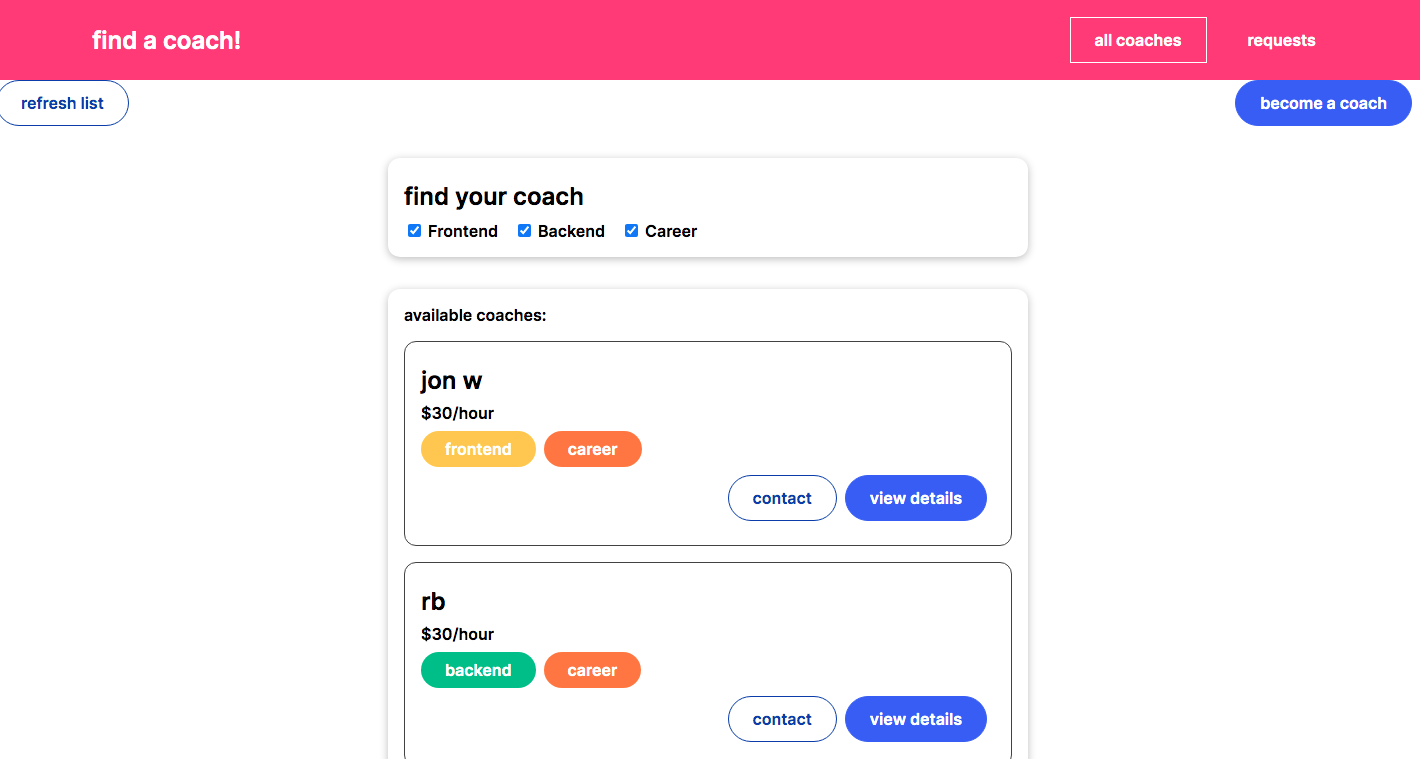 find a coach!
all coaches
requests
refresh list
become a coach
find your coach
Frontend Backend Career
available coaches:
jon w
$30/hour
frontend career
contact view details
rb
$30/hour
backend career
contact view details